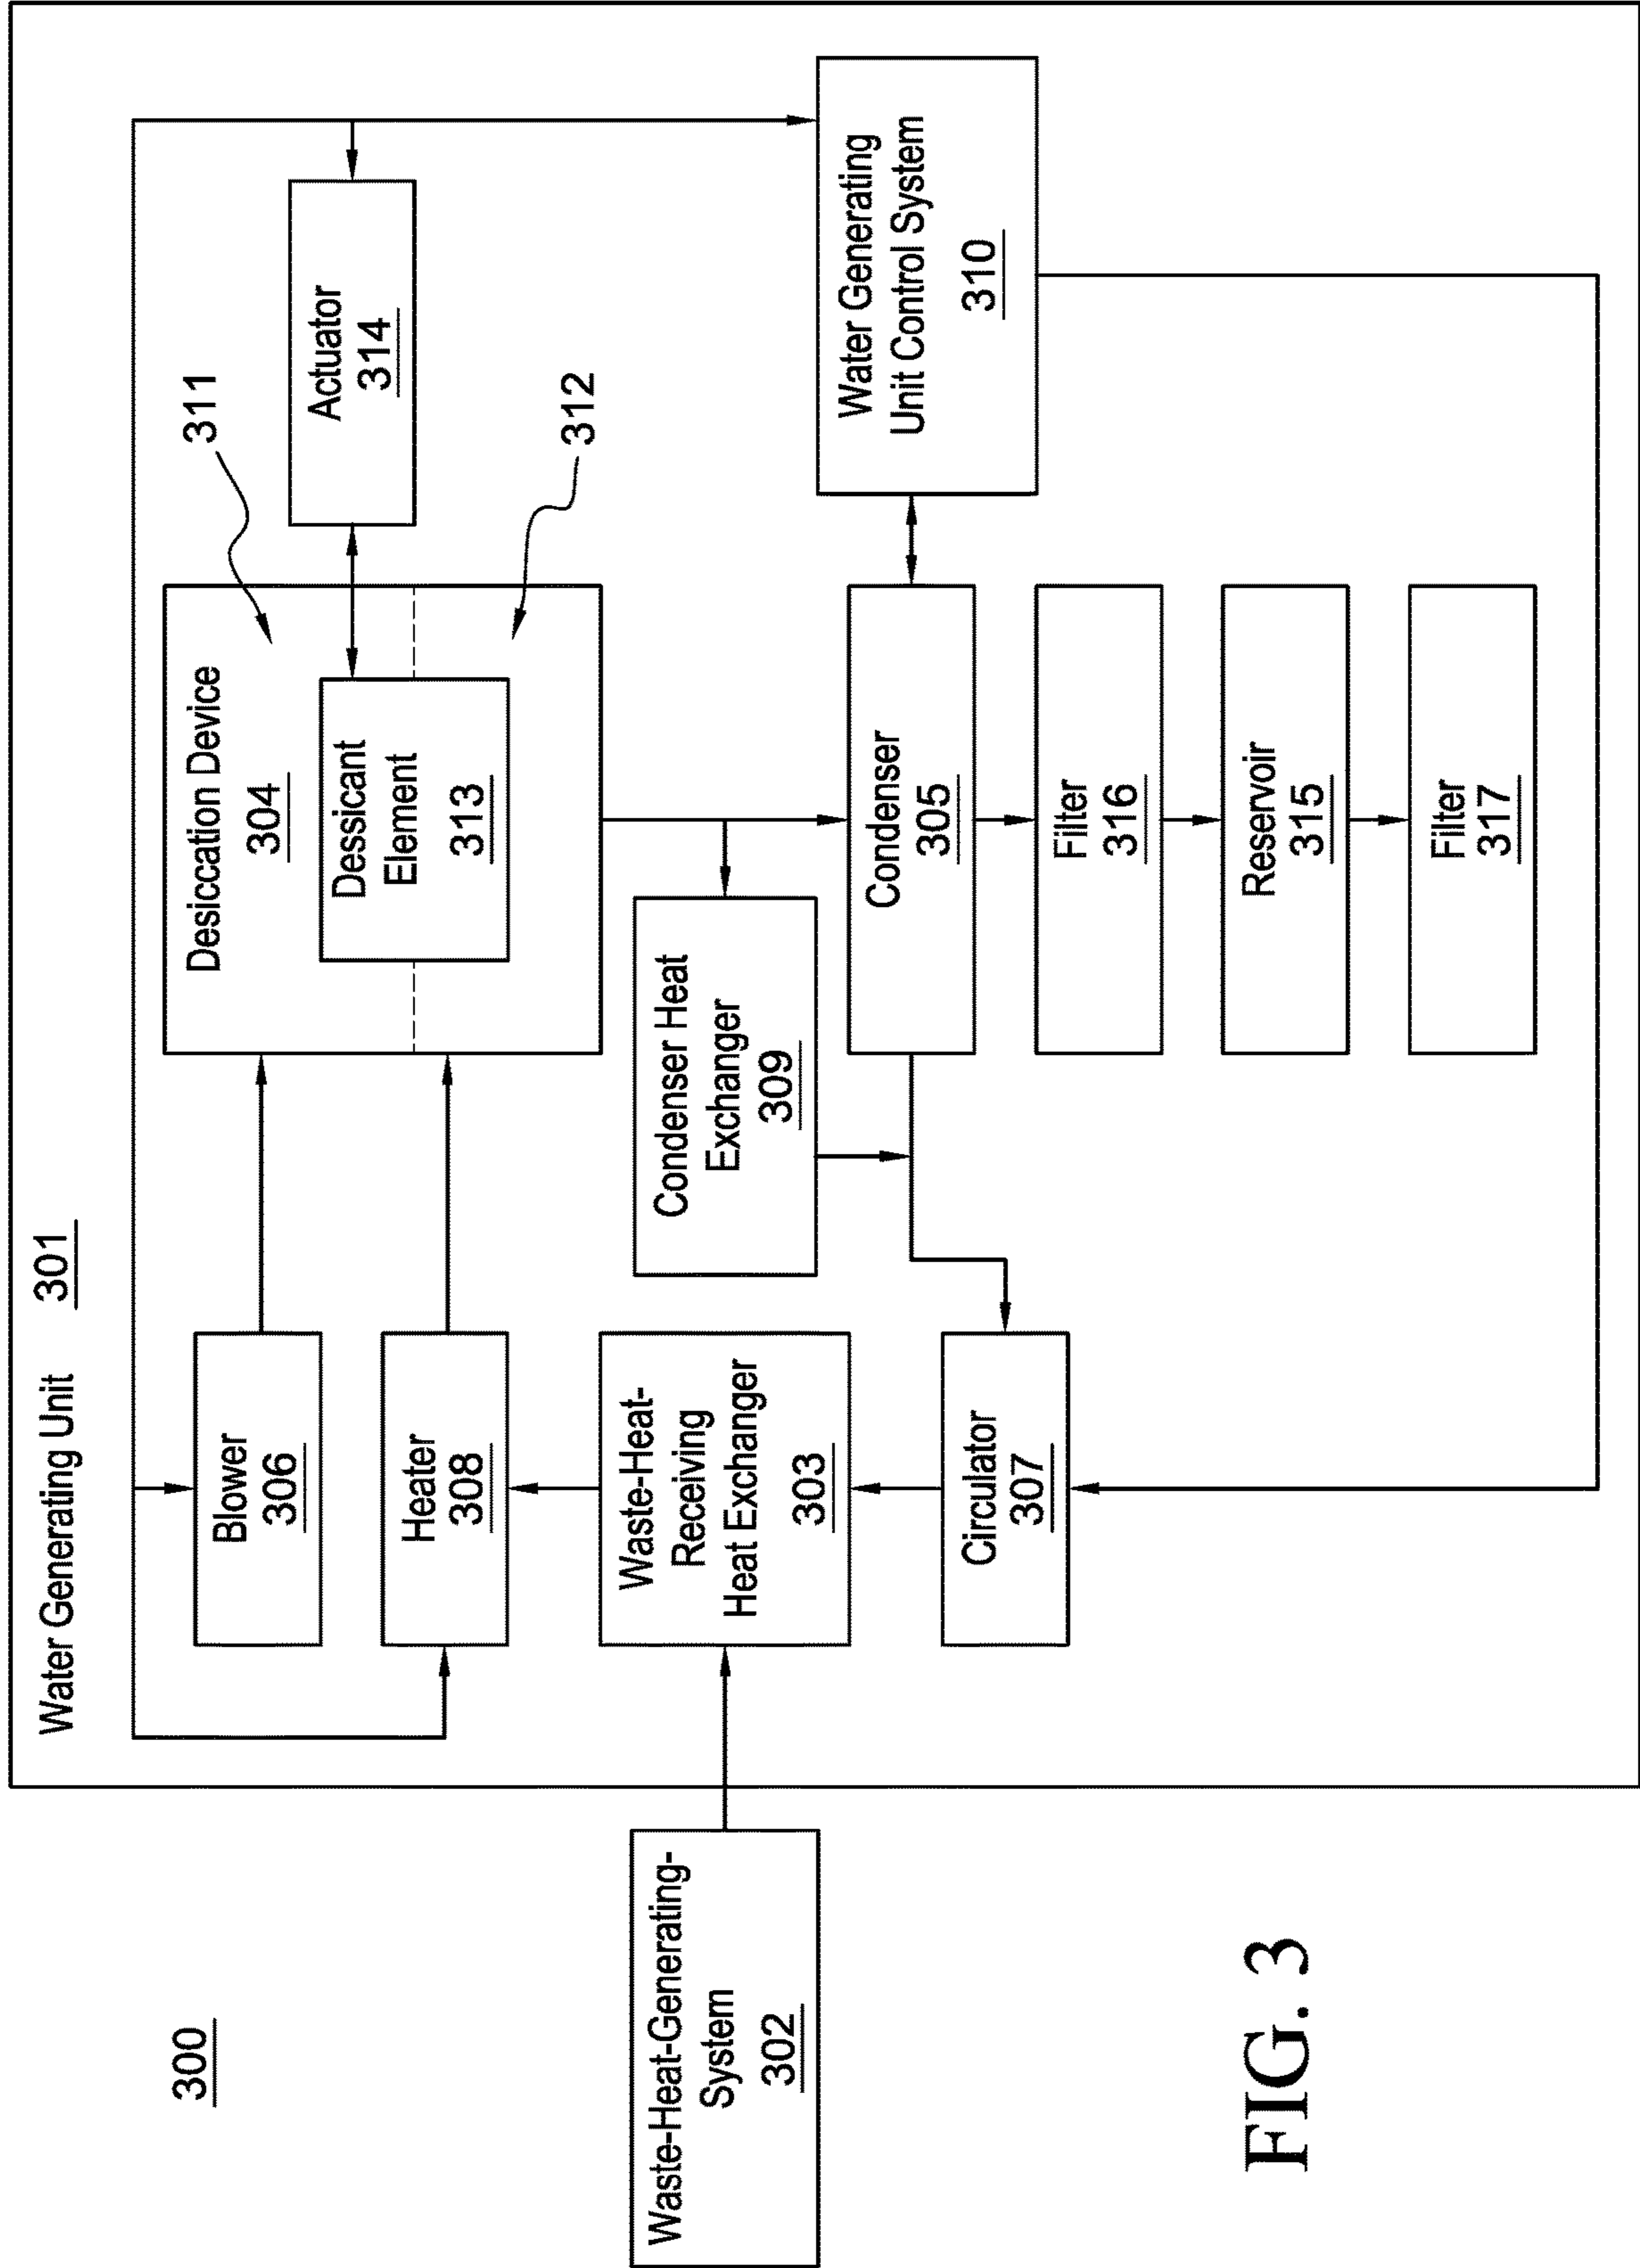 300
Water Generating Unit 301
Waste-Heat-Generating-
System
302
Blower
306
Heater
308
Waste-Heat-
Receiving
Heat Exchanger
303
Circulator
307
Desiccation Device
304
Dessicant
Element
313
311
312
Actuator
314
Condenser Heat
Exchanger
309
Condenser
305
Water Generating
Unit Control System
310
Filter
316
Reservoir
315
Filter
317
FIG. 3